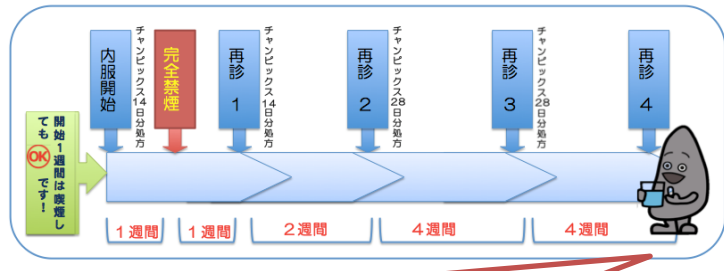 内服開始
チャンピックス14日分処方
完全禁煙
再診1
チャンピックス14日分処方
再診2
チャンピックス28日分処方
再診3
チャンピックス28日分処方
再診4
開始1週間は喫煙し
てもOKです!
1週間
1週間
2週間
4週間
4週間